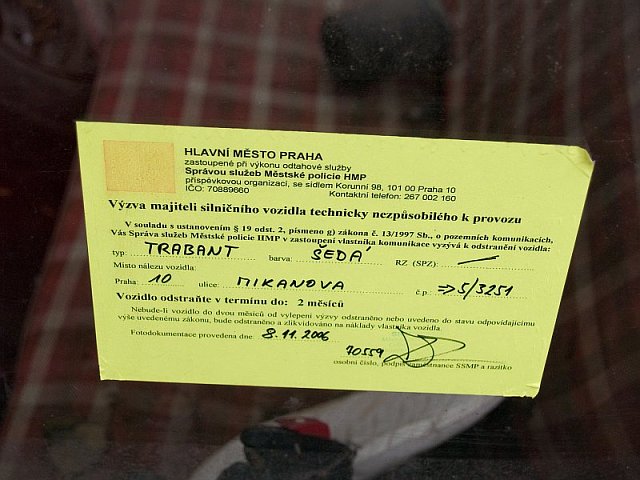 HLAVNÍ MĚSTO PRAHA
zastoupené při výkonu odtahové služby
Správou služeb Městské policie HMP
příspěvkovou organizací, se sídlem Korunní 98, 101 00 Praha 10
IČO: 70889660 Kontaktní telefon: 267 002 160
Výzva majiteli silničního vozidla technicky nezpůsobilého k provozu
V souladu s ustanovením § 19 odst. 2, písmeno g) zákona č. 13/1997 Sb., o pozemních komunikacích,
Vás Správa služeb Městské policie HMP v zastoupení vlastníka komunikace vyzývá k odstranění vozidla:
typ: TRABANT barva: ŠEDÁ RZ (SPZ): —
Místo nálezu vozidla:
Praha: 10 ulice: MIKANOVA č.p.: ⇒5/3251
Vozidlo odstraňte v termínu do: 2 měsíců
Nebude-li vozidlo do dvou měsíců od vylepení výzvy odstraněno nebo uvedeno do stavu odpovídajícímu
výše uvedenému zákonu, bude odstraněno a zlikvidováno na náklady vlastníka vozidla.
Fotodokumentace provedena dne: 8.11.2006
70559
osobní číslo, podpis zaměstnance SSMP a razítko